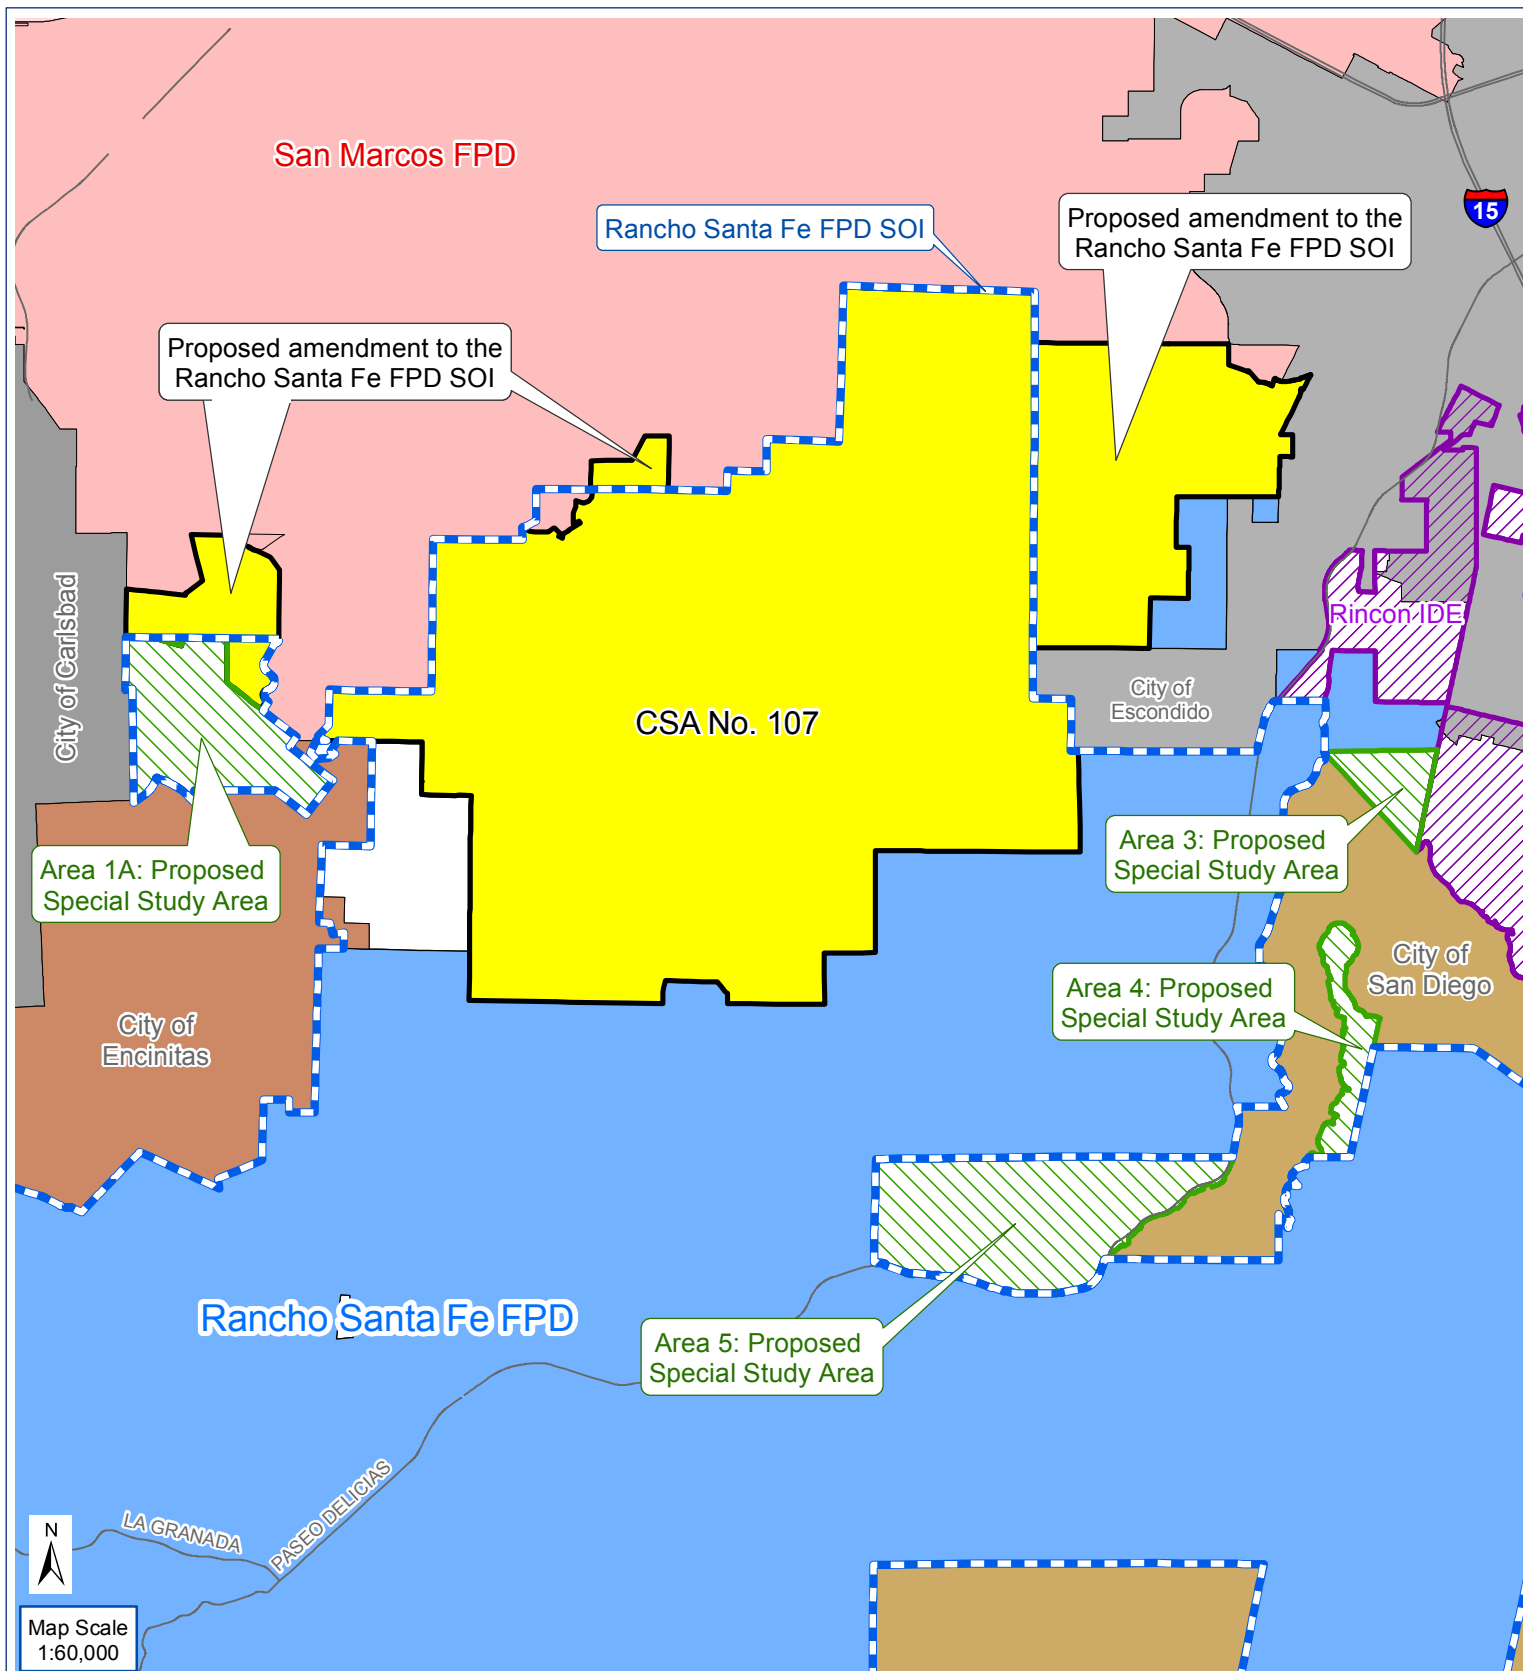 San Marcos FPD
Rancho Santa Fe FPD SOI
Proposed amendment to the
Rancho Santa Fe FPD SOI
15
Proposed amendment to the
Rancho Santa Fe FPD SOI
City of Carlsbad
Rincon IDE
City of
Escondido
CSA No. 107
Area 1A: Proposed
Special Study Area
Area 3: Proposed
Special Study Area
City of
San Diego
Area 4: Proposed
Special Study Area
City of
Encinitas
Rancho Santa Fe FPD
Area 5: Proposed
Special Study Area
LA GRANADA
PASEO DELICIAS
N
Map Scale
1:60,000